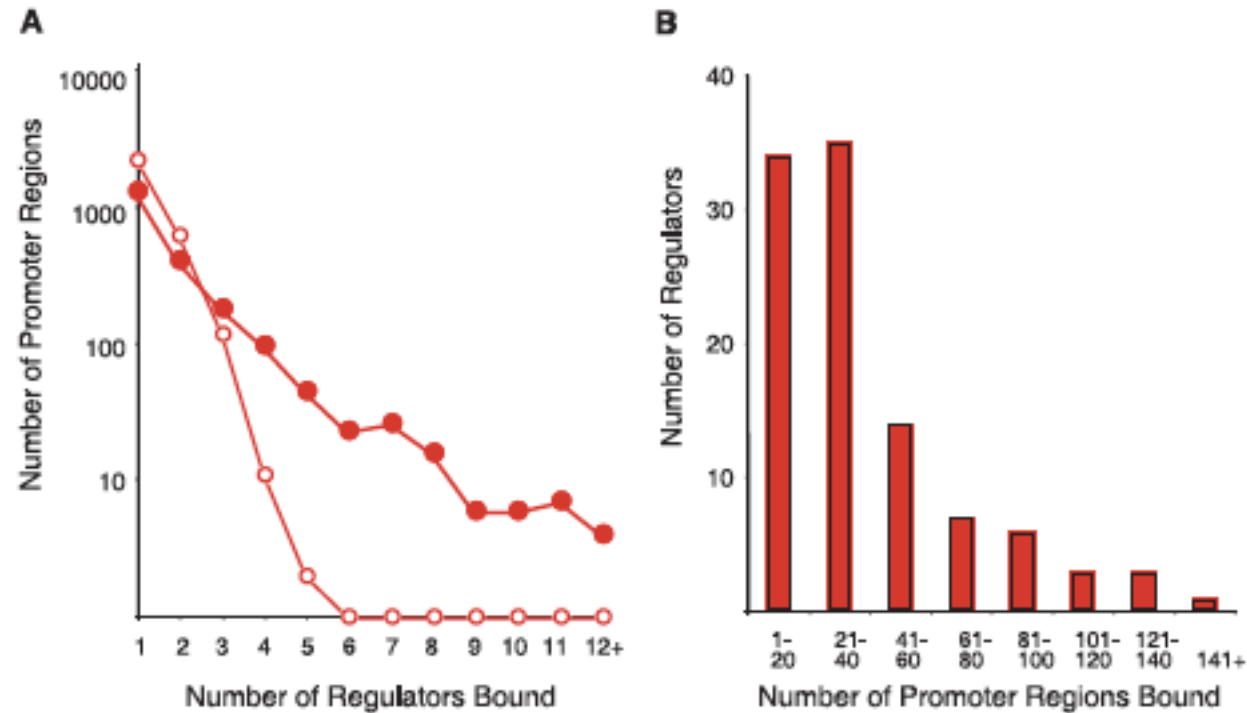 A
Number of Promoter Regions
10000
1000
100
10
1 2 3 4 5 6 7 8 9 10 11 12+
Number of Regulators Bound
B
Number of Regulators
40
30
20
10
1- 21- 41- 61- 81- 101- 121-
20 40 60 80 100 120 140 141+
Number of Promoter Regions Bound